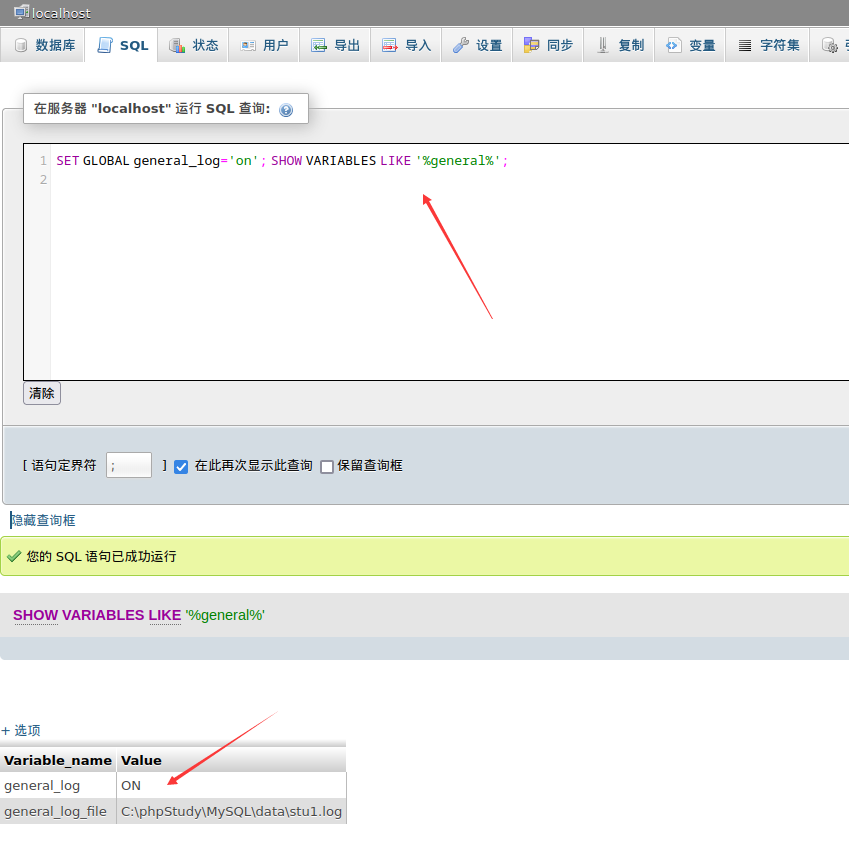 localhost
数据库 SQL 状态 用户 导出 导入 设置 同步 复制 变量 字符集
在服务器 "localhost" 运行 SQL 查询:
1 SET GLOBAL general_log='on'; SHOW VARIABLES LIKE '%general%';
2
清除
[ 语句定界符 ; ] 在此再次显示此查询 保留查询框
隐藏查询框
您的 SQL 语句已成功运行
SHOW VARIABLES LIKE '%general%'
+ 选项
Variable_name Value
general_log ON
general_log_file C:\phpStudy\MySQL\data\stu1.log